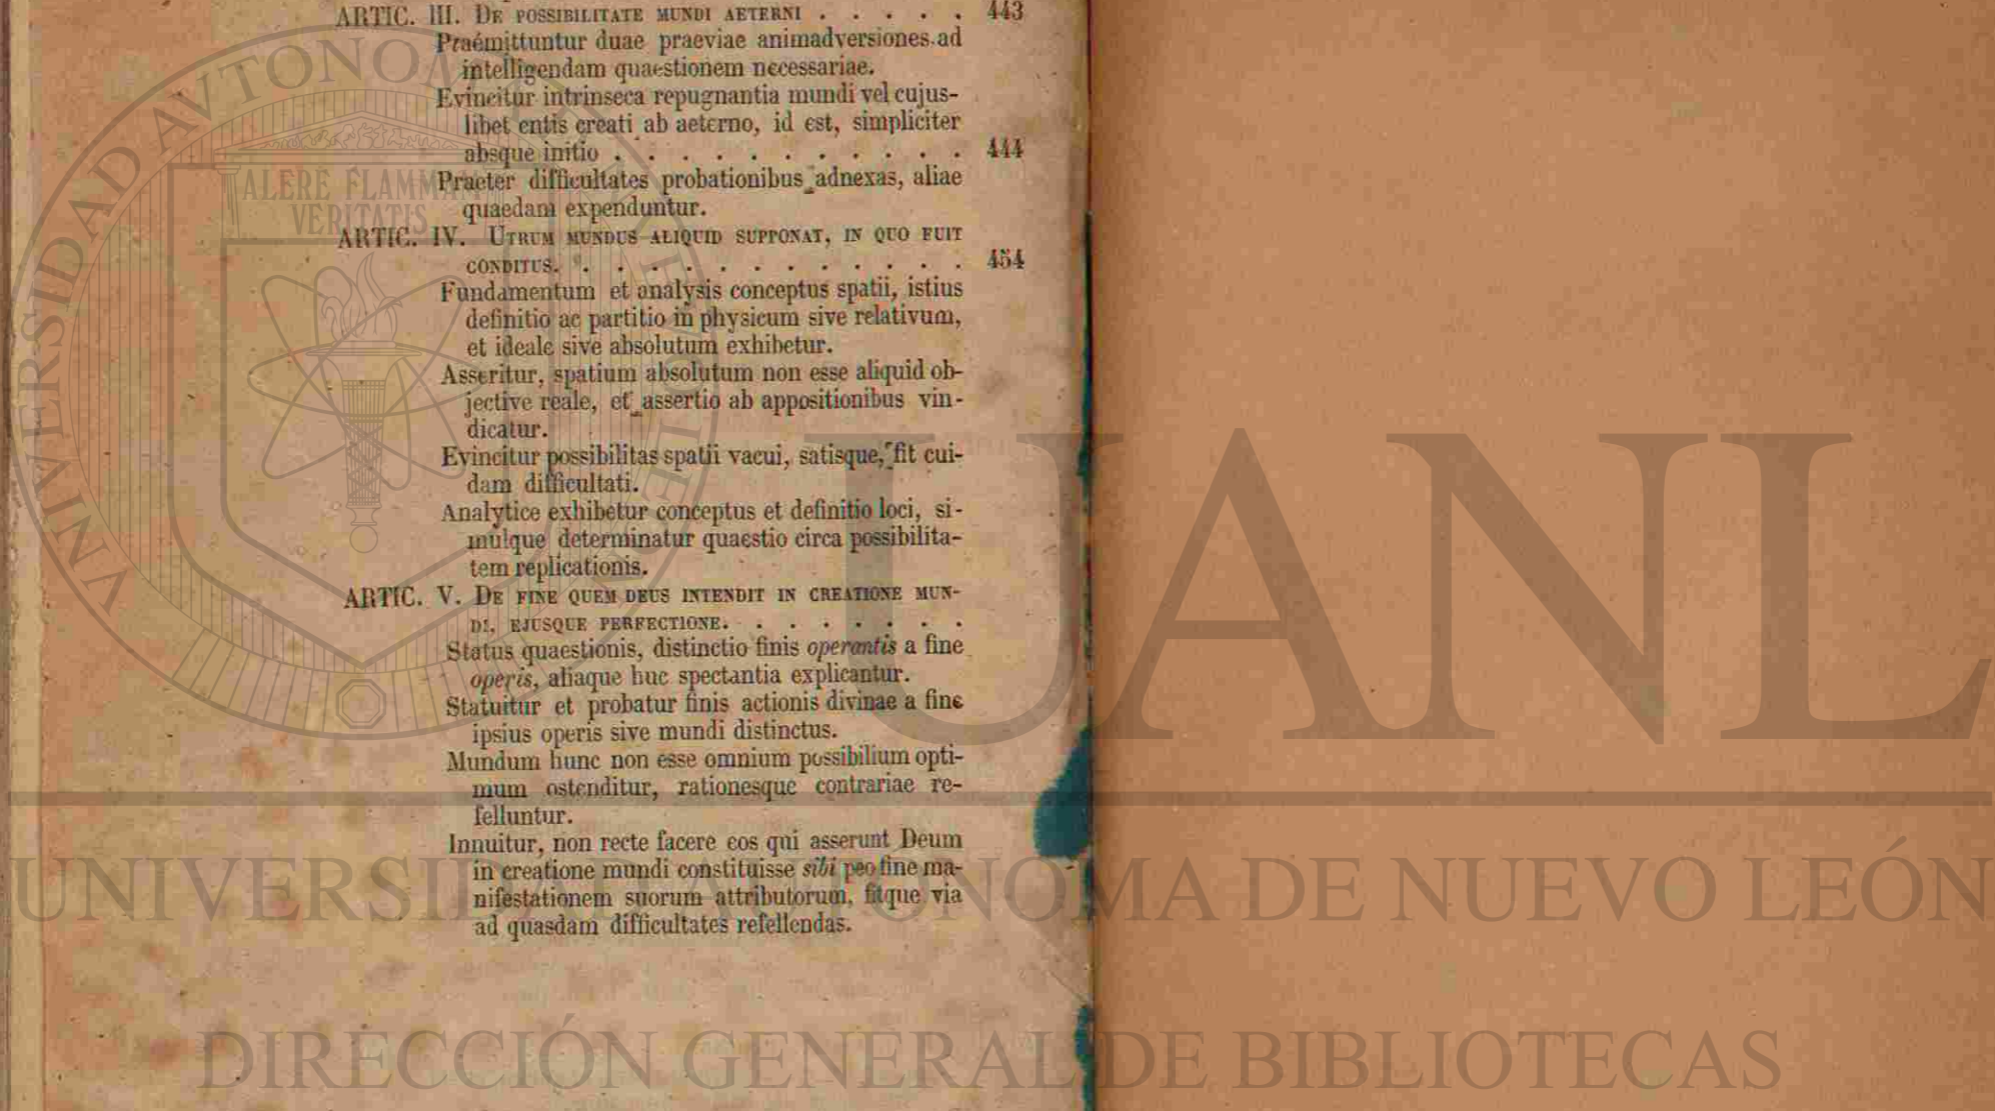 ARTIC. III. DE POSSIBILITATE MUNDI AETERNI . . . . . 443
Praémittuntur duae praeviae animadversiones ad
intelligendam quaestionem necessariae.
Evincitur intrinseca repugnantia mundi vel cujus-
libet entis creati ab aeterno, id est, simpliciter
absque initio . . . . . . . . . . . 444
Praeter difficultates probationibus adnexas, aliae
quaedam expenduntur.
ARTIC. IV. UTRUM MUNDUS ALIQUID SUPPONAT, IN QUO FUIT
CONDITUS. . . . . . . . . . . . . 454
Fundamentum et analysis conceptus spatii, istius
definitio ac partitio in physicum sive relativum,
et ideale sive absolutum exhibetur.
Asseritur, spatium absolutum non esse aliquid ob-
jective reale, et assertio ab appositionibus vin-
dicatur.
Evincitur possibilitas spatii vacui, satisque, fit cui-
dam difficultati.
Analytice exhibetur conceptus et definitio loci, si-
mulque determinatur quaestio circa possibilita-
tem replicationis.
ARTIC. V. DE FINE QUEM DEUS INTENDIT IN CREATIONE MUN-
DI, EJUSQUE PERFECTIONE. . . . . . . .
Status quaestionis, distinctio finis operantis a fine
operis, aliaque huc spectantia explicantur.
Statuitur et probatur finis actionis divinae a fine
ipsius operis sive mundi distinctus.
Mundum hunc non esse omnium possibilium opti-
mum ostenditur, rationesque contrariae re-
felluntur.
Innuitur, non recte facere eos qui asserunt Deum
in creatione mundi constituisse sibi peo fine ma-
nifestationem suorum attributorum, fitque via
ad quasdam difficultates refellendas.
UNIVERSIDAD AUTONOMA
ALERE FLAMMAM
VERITATIS
UANL
UNIVERSIDAD AUTÓNOMA DE NUEVO LEÓN
DIRECCIÓN GENERAL DE BIBLIOTECAS